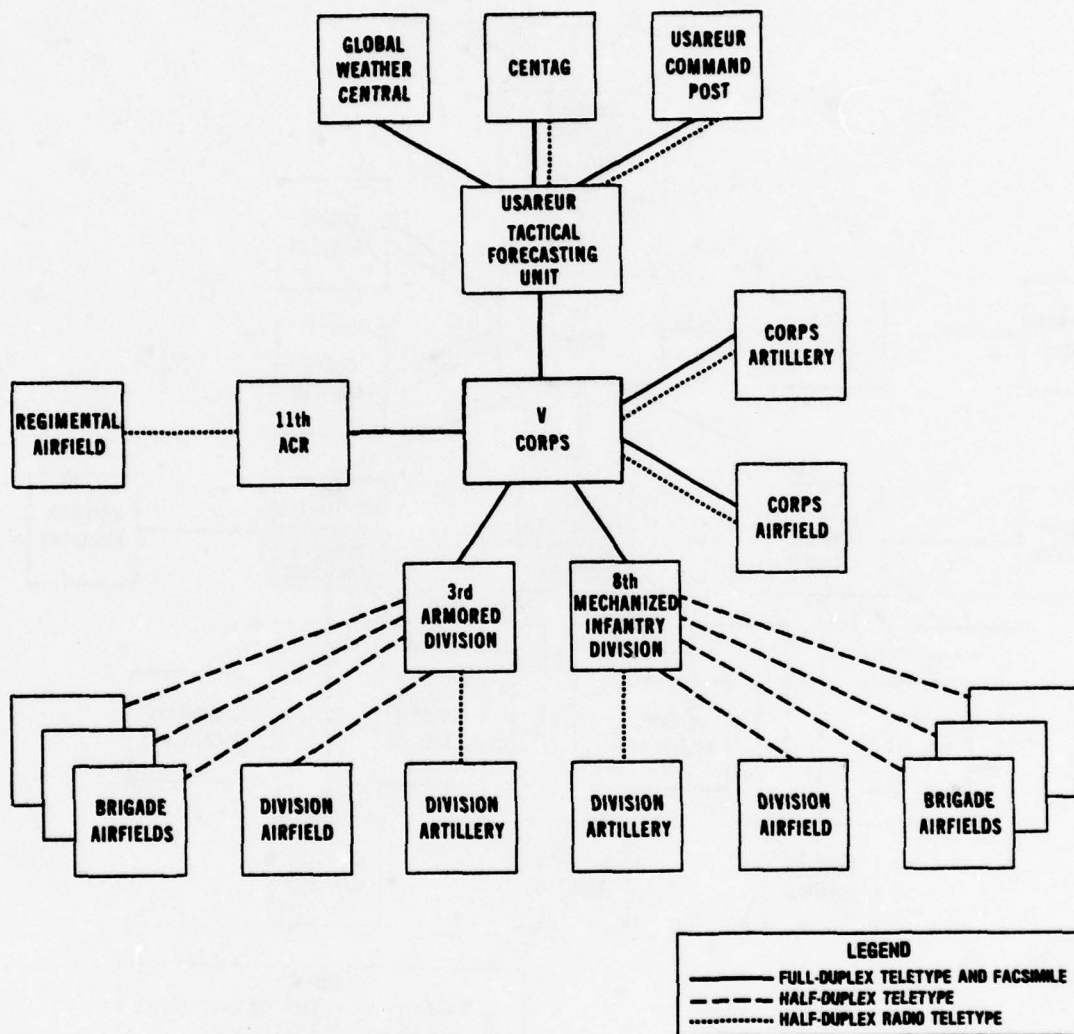 GLOBAL
WEATHER
CENTRAL
CENTAG
USAREUR
COMMAND
POST
USAREUR
TACTICAL
FORECASTING
UNIT
CORPS
ARTILLERY
REGIMENTAL
AIRFIELD
11th
ACR
V
CORPS
CORPS
AIRFIELD
3rd
ARMORED
DIVISION
8th
MECHANIZED
INFANTRY
DIVISION
BRIGADE
AIRFIELDS
DIVISION
AIRFIELD
DIVISION
ARTILLERY
DIVISION
ARTILLERY
DIVISION
AIRFIELD
BRIGADE
AIRFIELDS
LEGEND
FULL-DUPLEX TELETYPE AND FACSIMILE
HALF-DUPLEX TELETYPE
HALF-DUPLEX RADIO TELETYPE